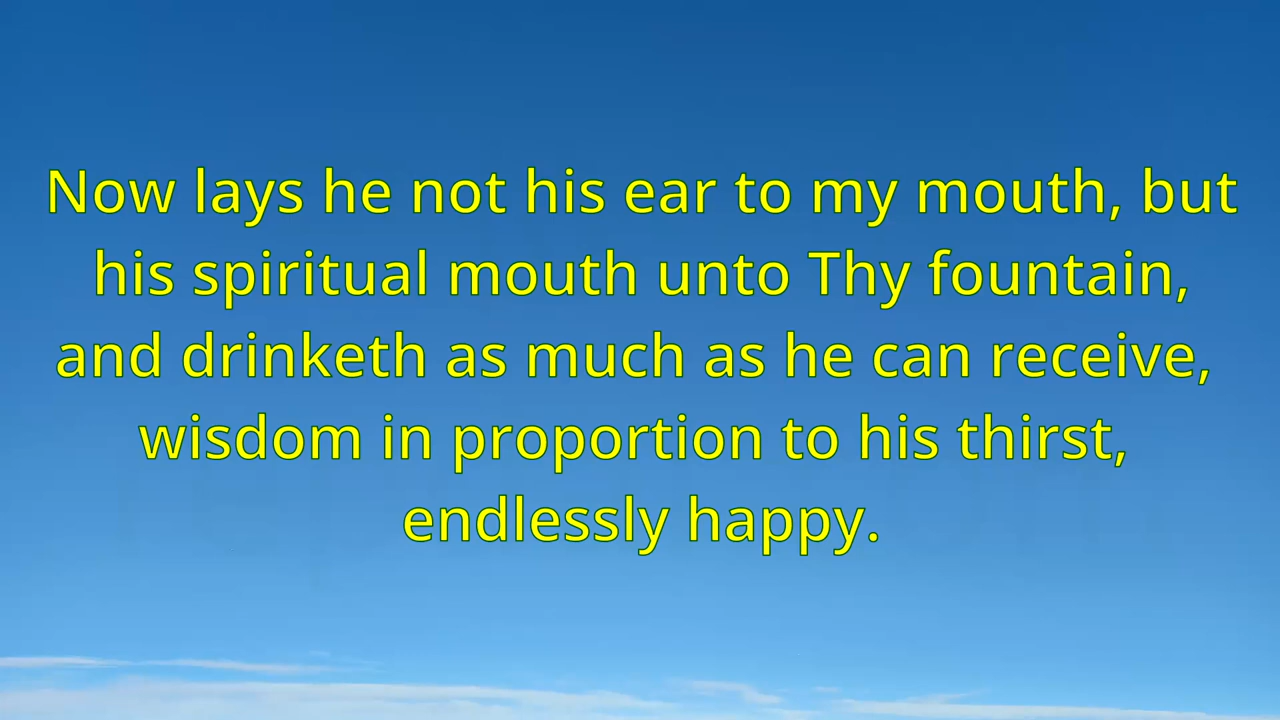 Now lays he not his ear to my mouth, but
his spiritual mouth unto Thy fountain,
and drinketh as much as he can receive,
wisdom in proportion to his thirst,
endlessly happy.